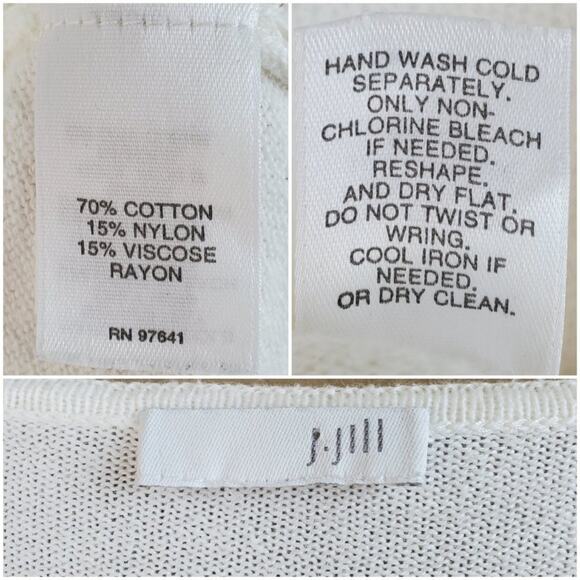 70% COTTON
15% NYLON
15% VISCOSE
RAYON
RN 97641
HAND WASH COLD
SEPARATELY.
ONLY NON-
CHLORINE BLEACH
IF NEEDED.
RESHAPE.
AND DRY FLAT.
DO NOT TWIST OR
WRING.
COOL IRON IF
NEEDED.
OR DRY CLEAN.
j.jill